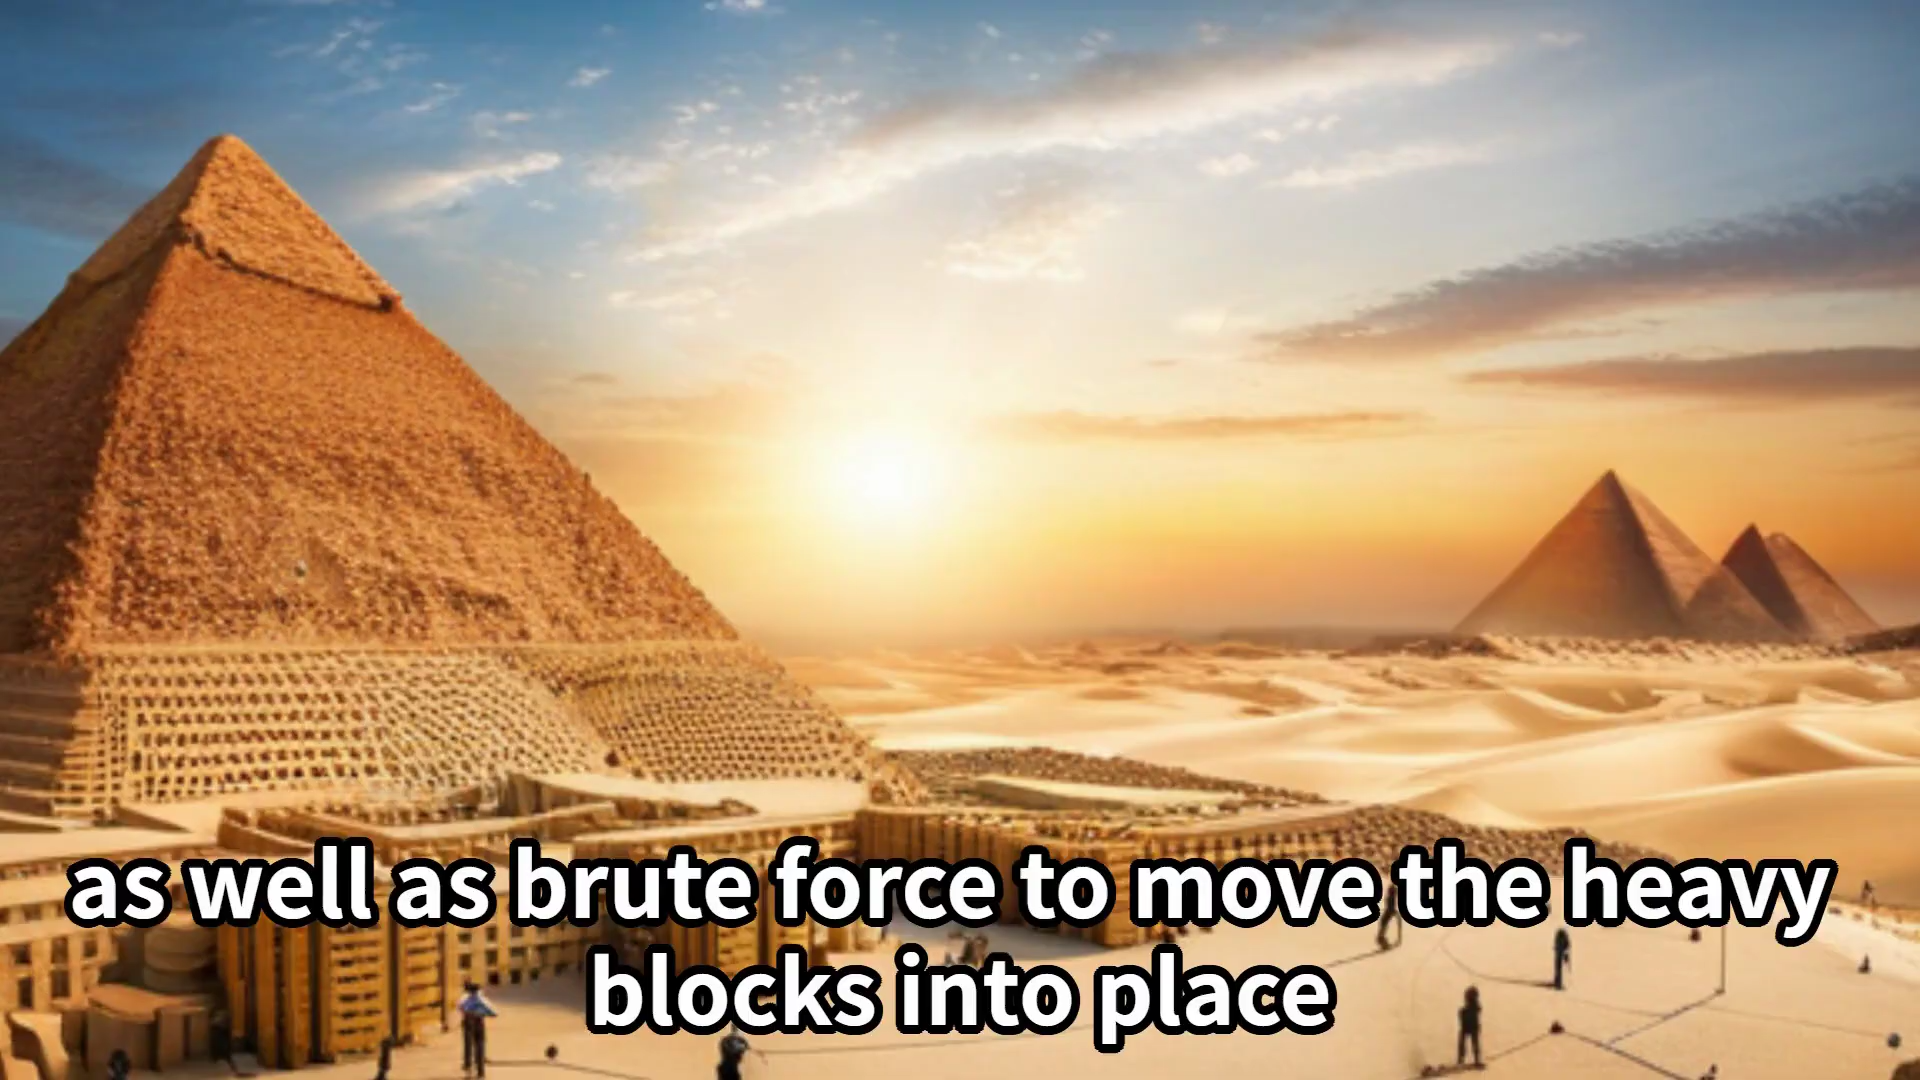 as well as brute force to move the heavy
blocks into place